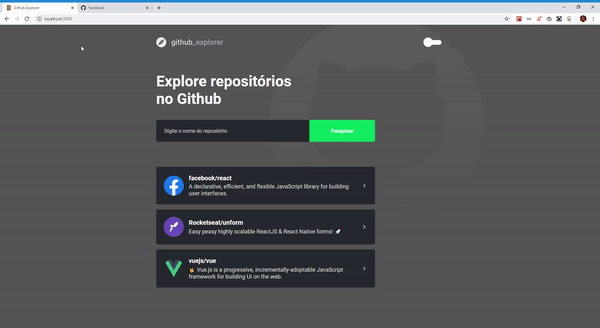 Github Explorer
Facebook
localhost:3000
github_explorer
Explore repositórios
no Github
Digite o nome do repositório
Pesquisar
facebook/react
A declarative, efficient, and flexible JavaScript library for building
user interfaces.
Rocketseat/unform
Easy peasy highly scalable ReactJS & React Native forms! 🚀
vuejs/vue
🖖 Vue.js is a progressive, incrementally-adoptable JavaScript
framework for building UI on the web.